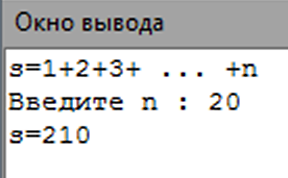 Окно вывода
s=1+2+3+ ... +n
Введите n : 20
s=210